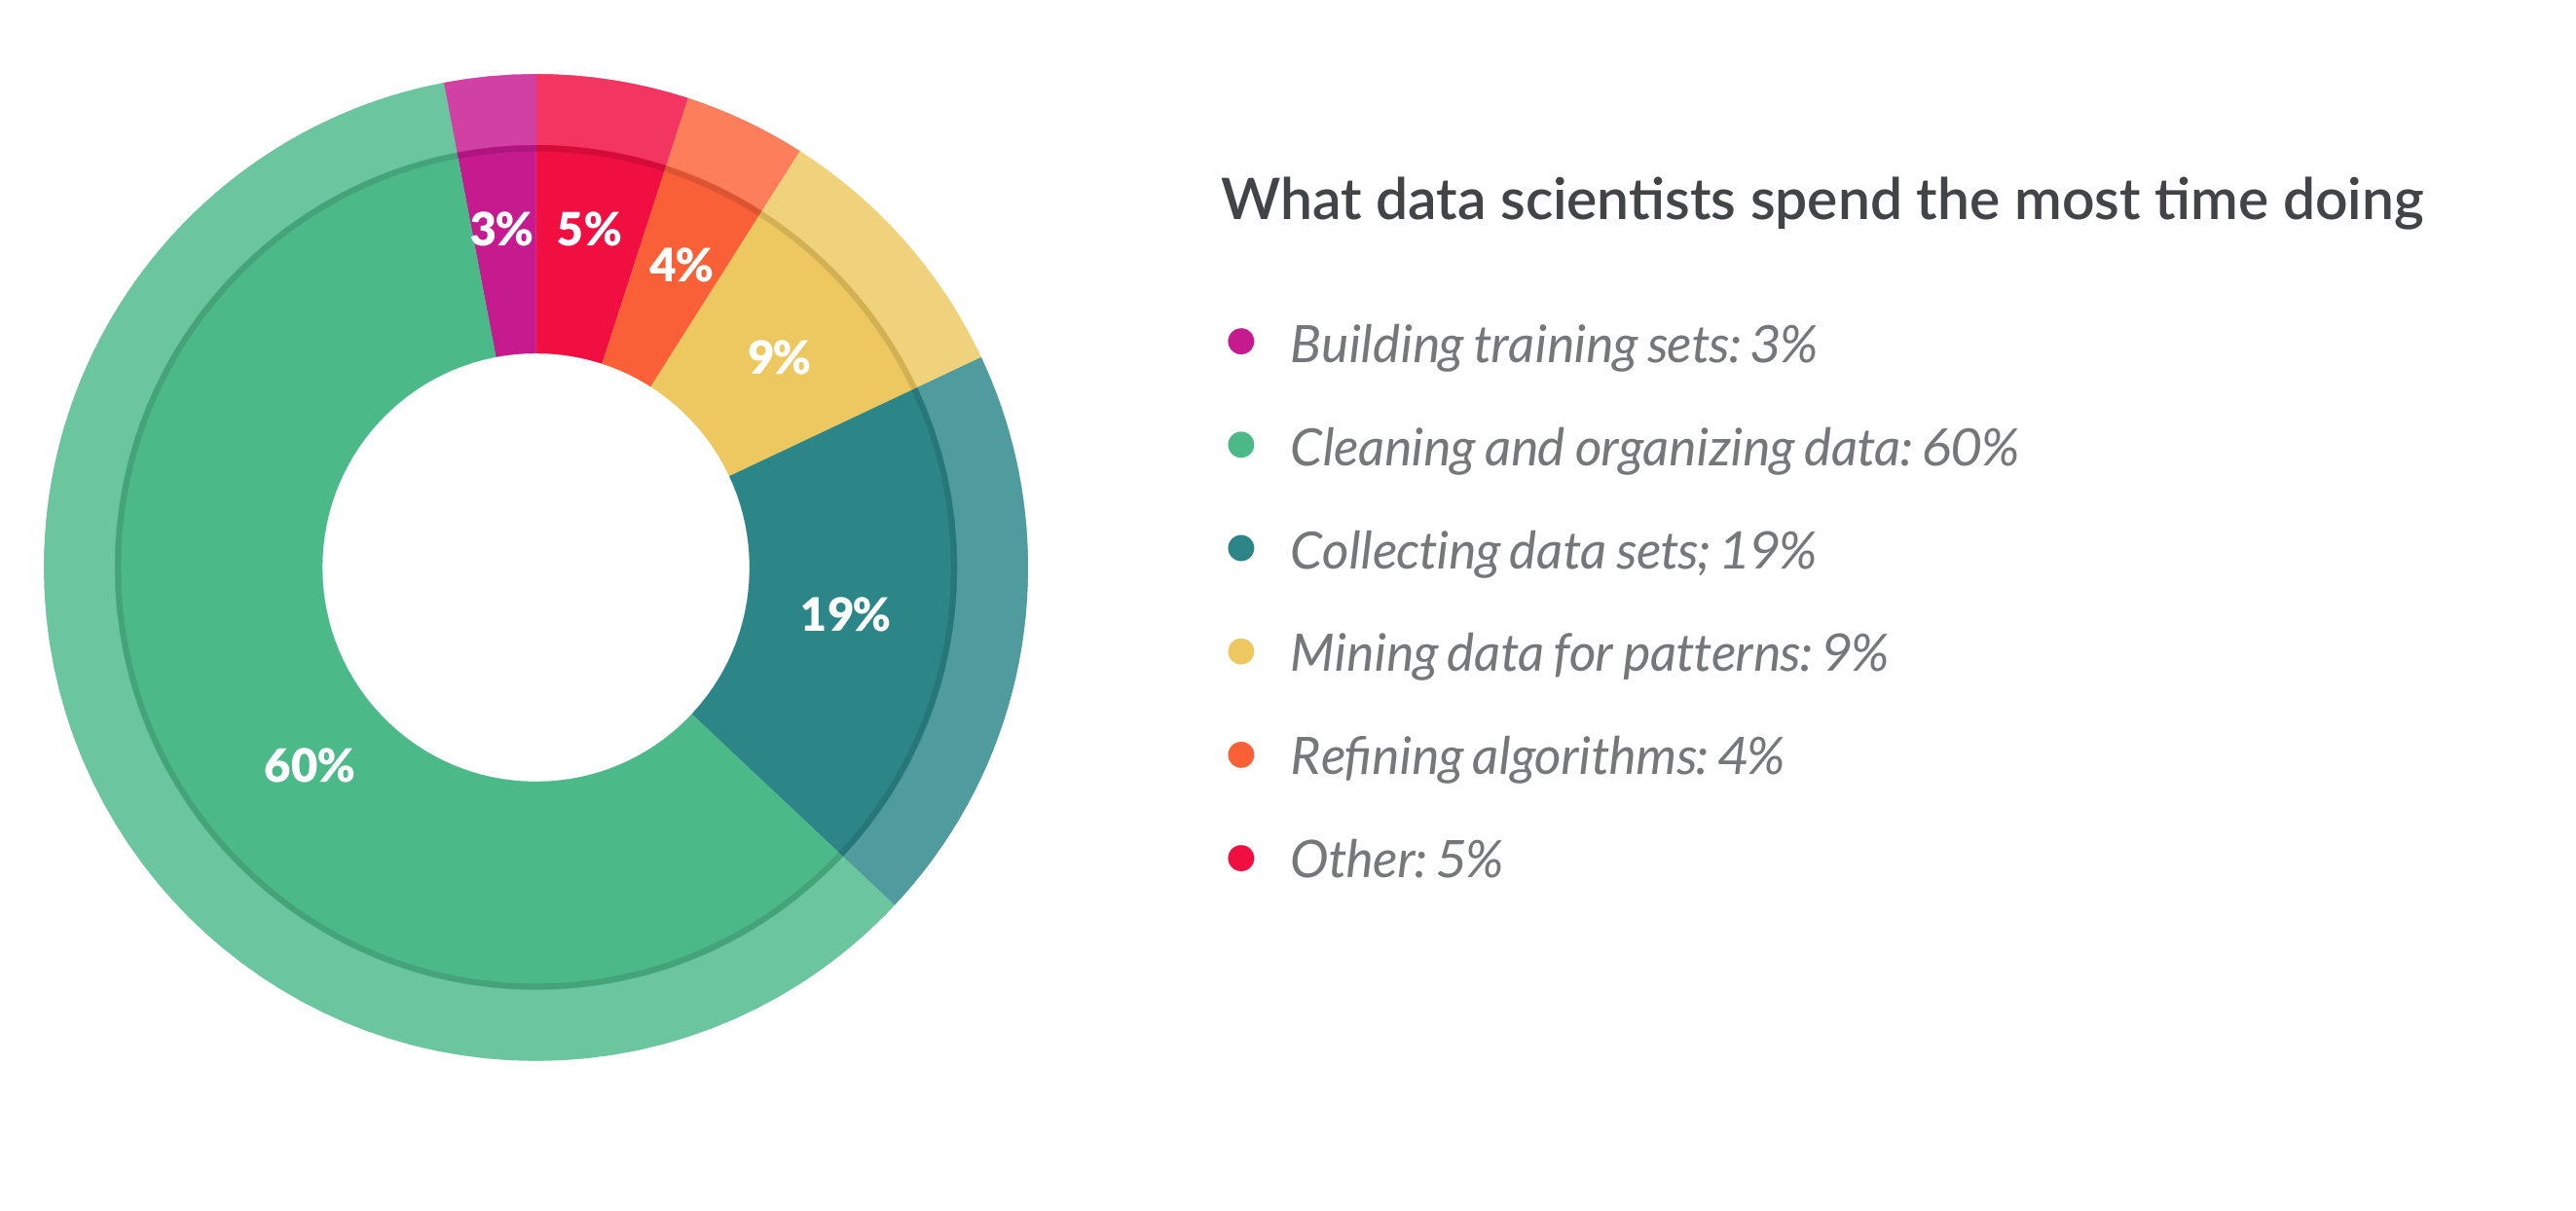 What data scientists spend the most time doing
3%
5%
4%
9%
19%
60%
Building training sets: 3%
Cleaning and organizing data: 60%
Collecting data sets; 19%
Mining data for patterns: 9%
Refining algorithms: 4%
Other: 5%